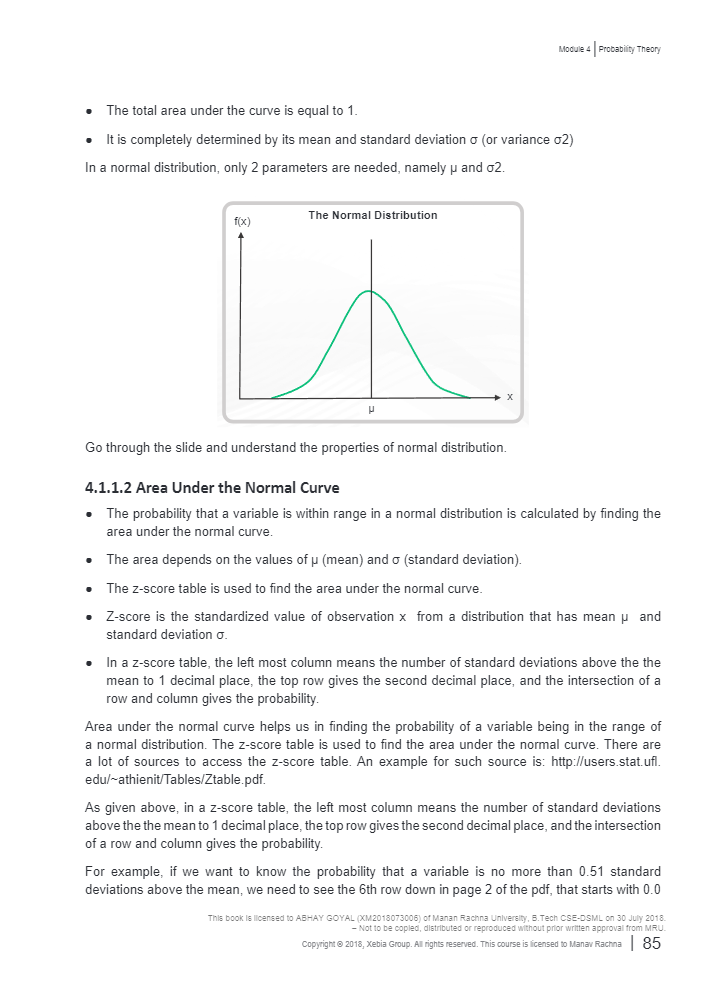 Module 4 | Probability Theory
• The total area under the curve is equal to 1.
• It is completely determined by its mean and standard deviation σ (or variance σ2)
In a normal distribution, only 2 parameters are needed, namely μ and σ2.
The Normal Distribution
f(x)
x
μ
Go through the slide and understand the properties of normal distribution.
4.1.1.2 Area Under the Normal Curve
• The probability that a variable is within range in a normal distribution is calculated by finding the
area under the normal curve.
• The area depends on the values of μ (mean) and σ (standard deviation).
• The z-score table is used to find the area under the normal curve.
• Z-score is the standardized value of observation x from a distribution that has mean μ and
standard deviation σ.
• In a z-score table, the left most column means the number of standard deviations above the the
mean to 1 decimal place, the top row gives the second decimal place, and the intersection of a
row and column gives the probability.
Area under the normal curve helps us in finding the probability of a variable being in the range of
a normal distribution. The z-score table is used to find the area under the normal curve. There are
a lot of sources to access the z-score table. An example for such source is: http://users.stat.ufl.
edu/~athienit/Tables/Ztable.pdf.
As given above, in a z-score table, the left most column means the number of standard deviations
above the the mean to 1 decimal place, the top row gives the second decimal place, and the intersection
of a row and column gives the probability.
For example, if we want to know the probability that a variable is no more than 0.51 standard
deviations above the mean, we need to see the 6th row down in page 2 of the pdf, that starts with 0.0
This book is licensed to ABHAY GOYAL (XM2018073006) of Manan Rachna University, B.Tech CSE-DSML on 30 July 2018.
– Not to be copied, distributed or reproduced without prior written approval from MRU.
Copyright © 2018, Xebia Group. All rights reserved. This course is licensed to Manav Rachna | 85